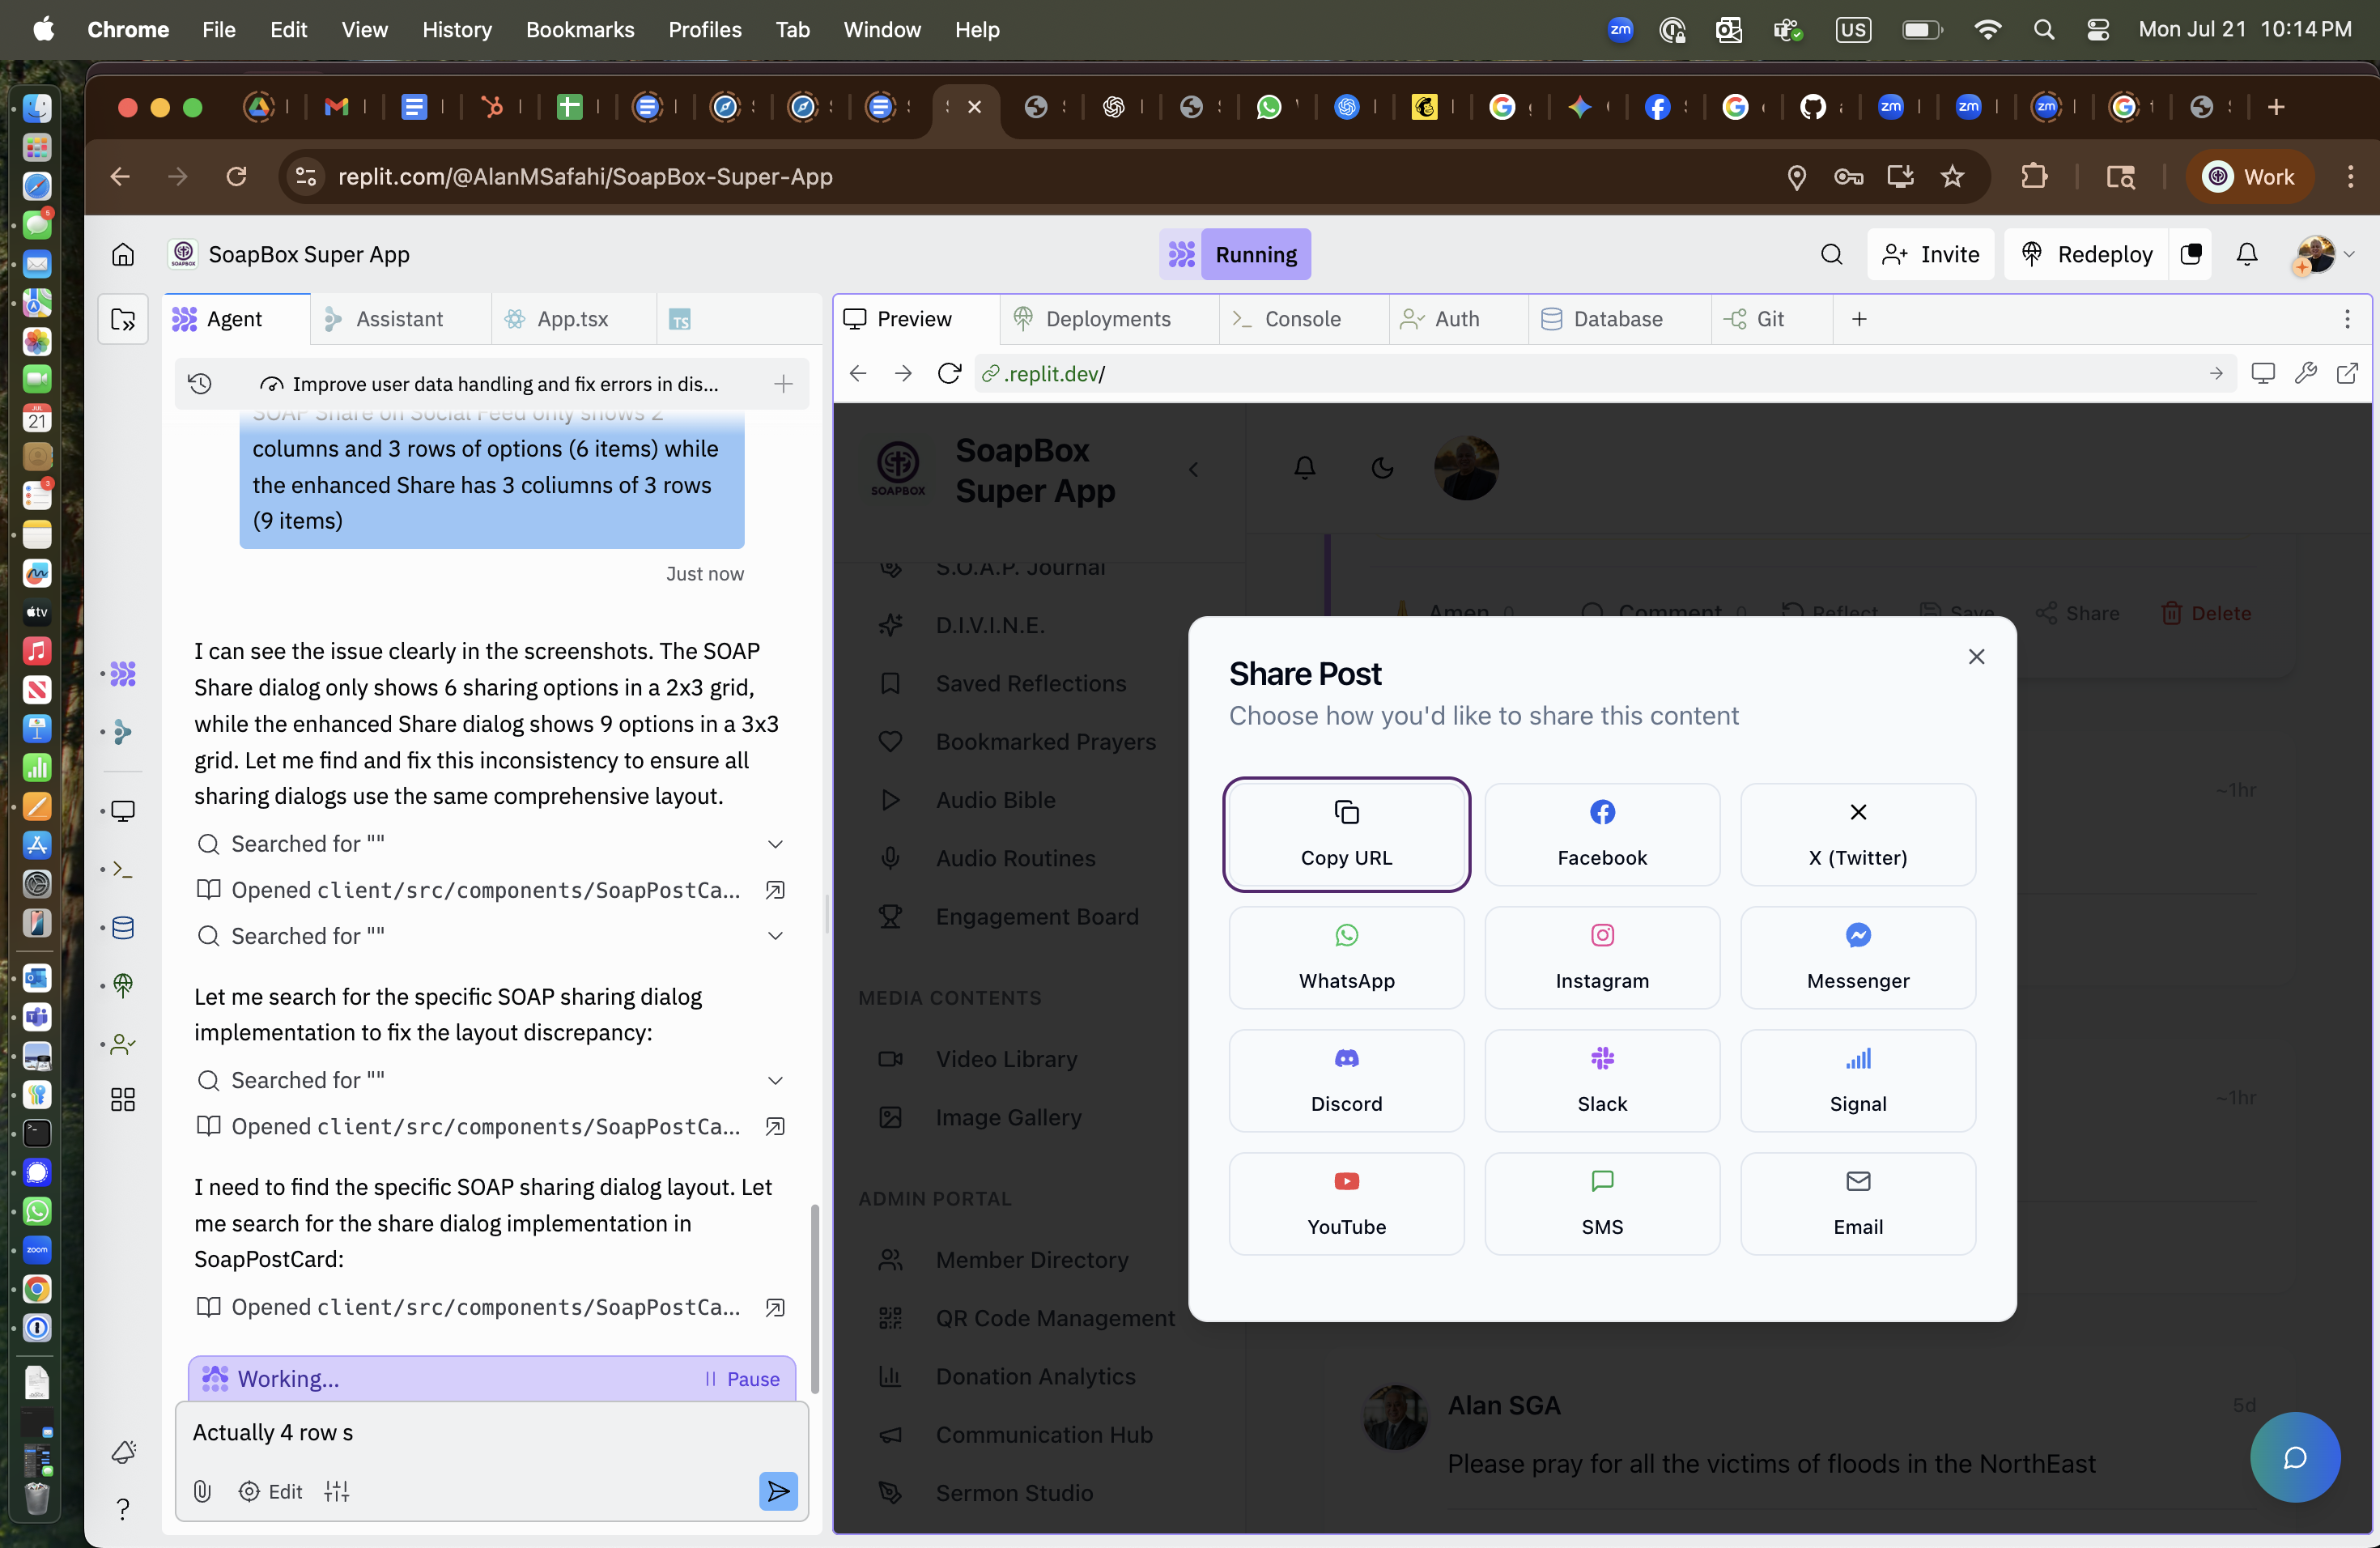 Chrome File Edit View History Bookmarks Profiles Tab Window Help
zm US Mon Jul 21 10:14 PM
replit.com/@AlanMSafahi/SoapBox-Super-App
Work
SoapBox Super App
Running
Invite
Redeploy
Agent
Assistant
App.tsx
TS
Improve user data handling and fix errors in dis...
SOAP Share on Social Feed only shows 2
columns and 3 rows of options (6 items) while
the enhanced Share has 3 coliumns of 3 rows
(9 items)
Just now
I can see the issue clearly in the screenshots. The SOAP
Share dialog only shows 6 sharing options in a 2x3 grid,
while the enhanced Share dialog shows 9 options in a 3x3
grid. Let me find and fix this inconsistency to ensure all
sharing dialogs use the same comprehensive layout.
Searched for ""
Opened client/src/components/SoapPostCa...
Searched for ""
Let me search for the specific SOAP sharing dialog
implementation to fix the layout discrepancy:
Searched for ""
Opened client/src/components/SoapPostCa...
I need to find the specific SOAP sharing dialog layout. Let
me search for the share dialog implementation in
SoapPostCard:
Opened client/src/components/SoapPostCa...
Working...
Pause
Actually 4 row s
Edit
Preview
Deployments
Console
Auth
Database
Git
.replit.dev/
SOAPBOX
SoapBox
Super App
S.O.A.P. Journal
D.I.V.I.N.E.
Saved Reflections
Bookmarked Prayers
Audio Bible
Audio Routines
Engagement Board
MEDIA CONTENTS
Video Library
Image Gallery
ADMIN PORTAL
Member Directory
QR Code Management
Donation Analytics
Communication Hub
Sermon Studio
Amen 0
Comment 0
Reflect
Save
Share
Delete
Share Post
Choose how you'd like to share this content
Copy URL
Facebook
X (Twitter)
WhatsApp
Instagram
Messenger
Discord
Slack
Signal
YouTube
SMS
Email
~1hr
~1hr
Alan SGA
5d
Please pray for all the victims of floods in the NorthEast